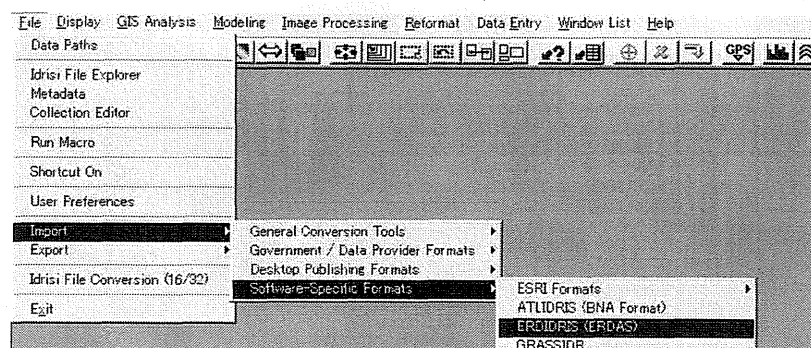 File Display GIS Analysis Modeling Image Processing Reformat Data Entry Window List Help
Data Paths
Idrisi File Explorer
Metadata
Collection Editor
Run Macro
Shortcut On
User Preferences
Import
Export
Idrisi File Conversion (16/32)
Exit
General Conversion Tools
Government / Data Provider Formats
Desktop Publishing Formats
Software-Specific Formats
ESRI Formats
ATLIDRIS (BNA Format)
ERDIDRIS (ERDAS)
GRASSIDR
GPS